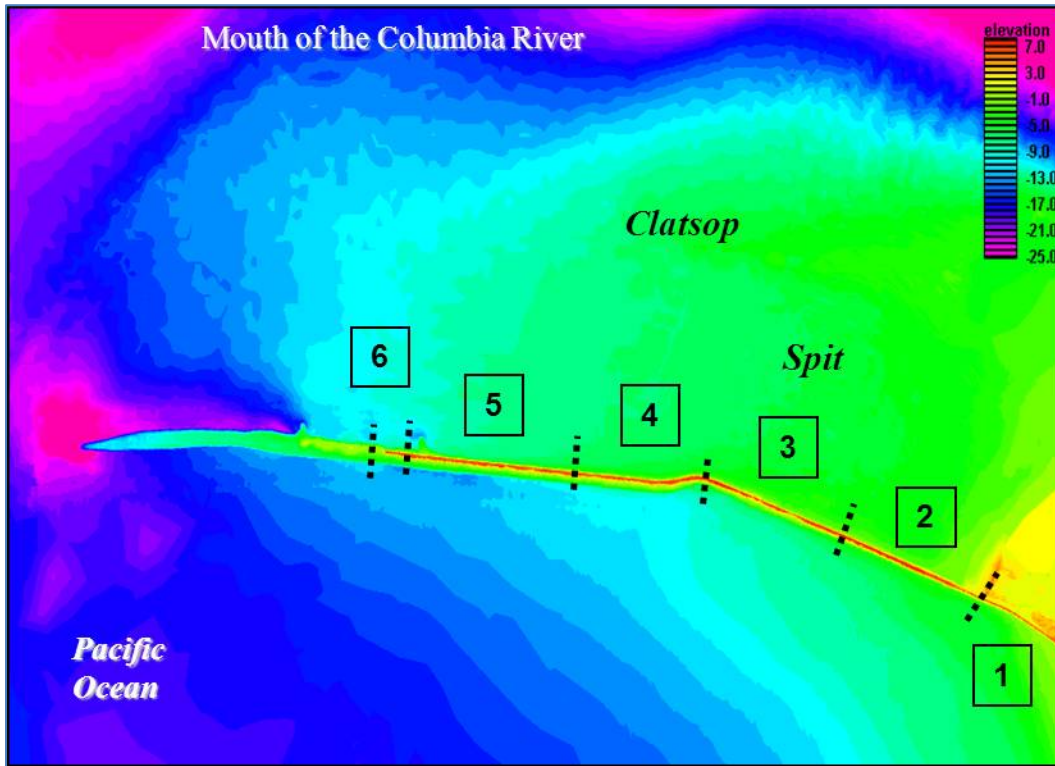 Mouth of the Columbia River
elevation
7.0
3.0
-1.0
-5.0
-9.0
-13.0
-17.0
-21.0
-25.0
Clatsop
Spit
6
5
4
3
2
1
Pacific
Ocean